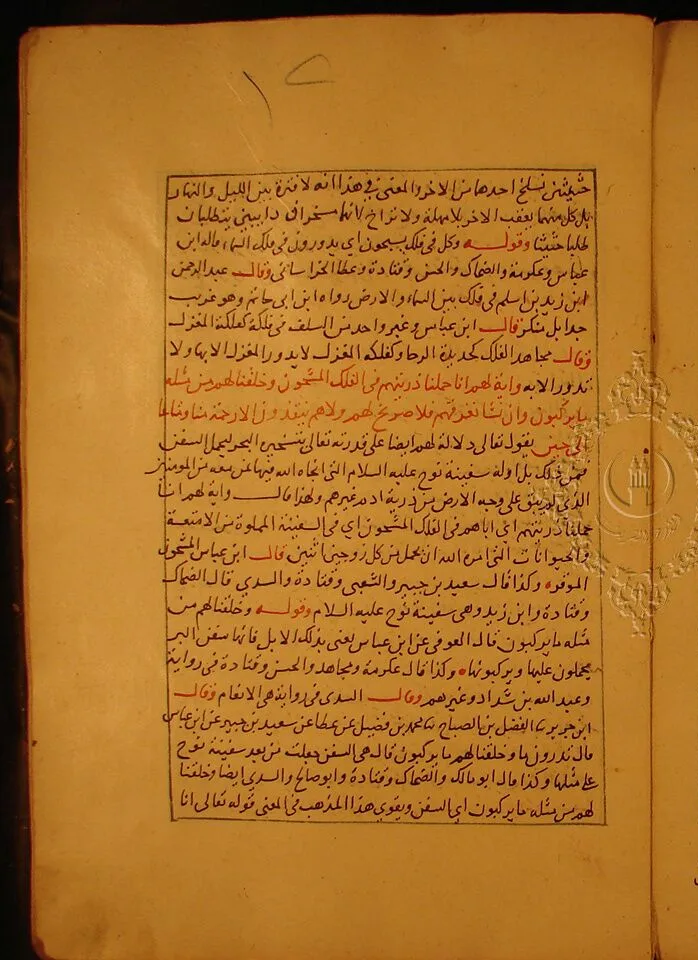 ١٢
حثيثين نسلخ احدهما من الاخر والمعنى في هذا انه لا فترة بين الليل والنهار
بل كل منهما يعقب الاخر بلا مهلة ولا تراخ لانهما مسخران دايبين يتطلبان
طلبا حثيثا وقوله وكل في فلك يسبحون اي يدورون في فلك السماء قاله ابن
عباس وعكرمة والضحاك والحسن وقتادة وعطا الخراساني وقال عبد الرحمن
ابن زيد بن اسلم في فلك بين السماء والارض رواه ابن ابي حاتم وهو غريب
جدا بل منكر قال ابن عباس وغير واحد من السلف في فلكة كفلكة المغزل
وقال مجاهد الفلك كحديدة الرحا وكفلكه المغزل لا يدور المغزل الا بها ولا
تدور الا به واية لهم انا حملنا ذريتهم في الفلك المشحون وخلقنا لهم من مثله
ما يركبون وان نشا نغرقهم فلا صريخ لهم ولا هم ينقذون الا رحمة منا ومتاعا
الى حين يقول تعالى دلالة لهم ايضا على قدرته تعالى بتسخيره البحر ليحمل السفن
فمن ذلك بل اوله سفينة نوح عليه السلام التي انجاه الله فيها بمن معه من المومنين
الذي لم يبق على وجه الارض من ذرية ادم غيرهم ولهذا قال واية لهم انا
حملنا ذريتهم اي اباهم في الفلك المشحون اي في السفينة المملوة من الامتعة
والحيوانات التي امره الله ان يحمل من كل زوجين اثنين قال ابن عباس المشحون
الموقر وكذا قال سعيد بن جبير والشعبي وقتادة والسدي قال الضحاك
وقتادة وابن زيد وهي سفينة نوح عليه السلام وقوله وخلقنا لهم من
مثله ما يركبون قال العوفي عن ابن عباس يعني بذلك الابل فانها سفن البر
يحملون عليها ويركبونها وكذا قال عكرمة ومجاهد والحسن وقتادة في رواية
وعبد الله بن شداد وغيرهم وقال السدي في رواية هي الانعام وقال
ابن جرير ثنا الفضل بن الصباح ثنا محمد بن فضيل عن عطا عن سعيد بن جبير عن ابن عباس
قال تدرون ما وخلقنا لهم ما يركبون قال هي السفن جعلت من بعد سفينة نوح
على مثلها وكذا قال ابو مالك والضحاك وقتادة وابو صالح والسدي ايضا وخلقنا
لهم من مثله ما يركبون اي السفن ويقوي هذا المذهب في المعنى قوله تعالى انا